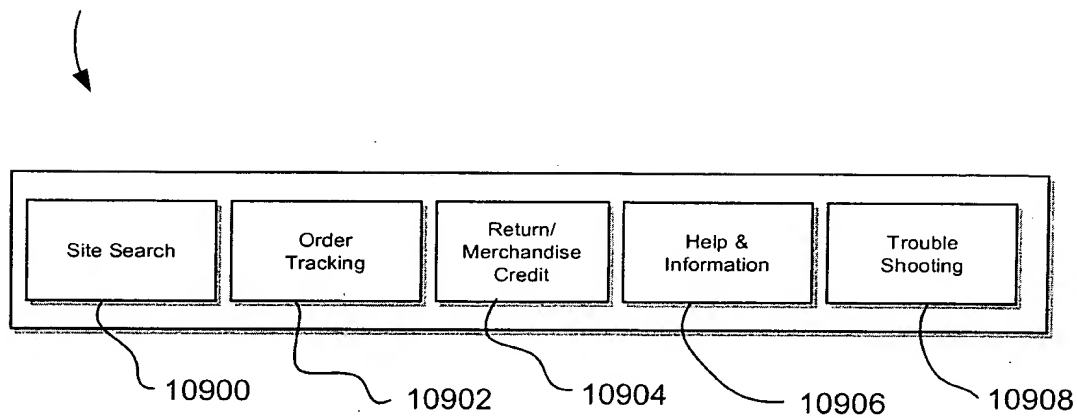 Site Search
Order
Tracking
Return/
Merchandise
Credit
Help &
Information
Trouble
Shooting
10900
10902
10904
10906
10908